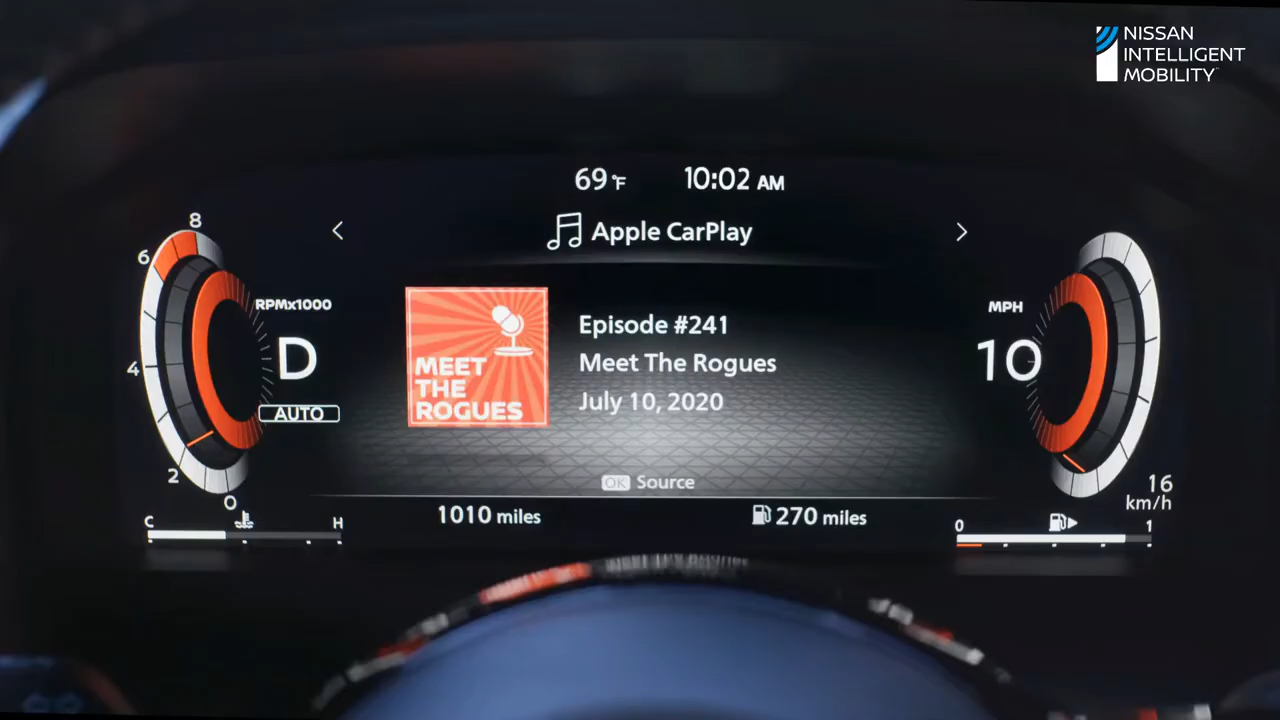 NISSAN
INTELLIGENT
MOBILITY
69°F 10:02 AM
Apple CarPlay
8
6
4
2
0
RPMx1000
D
AUTO
MEET
THE
ROGUES
Episode #241
Meet The Rogues
July 10, 2020
MPH
10
16
km/h
OK Source
C H
1010 miles
270 miles
0 1